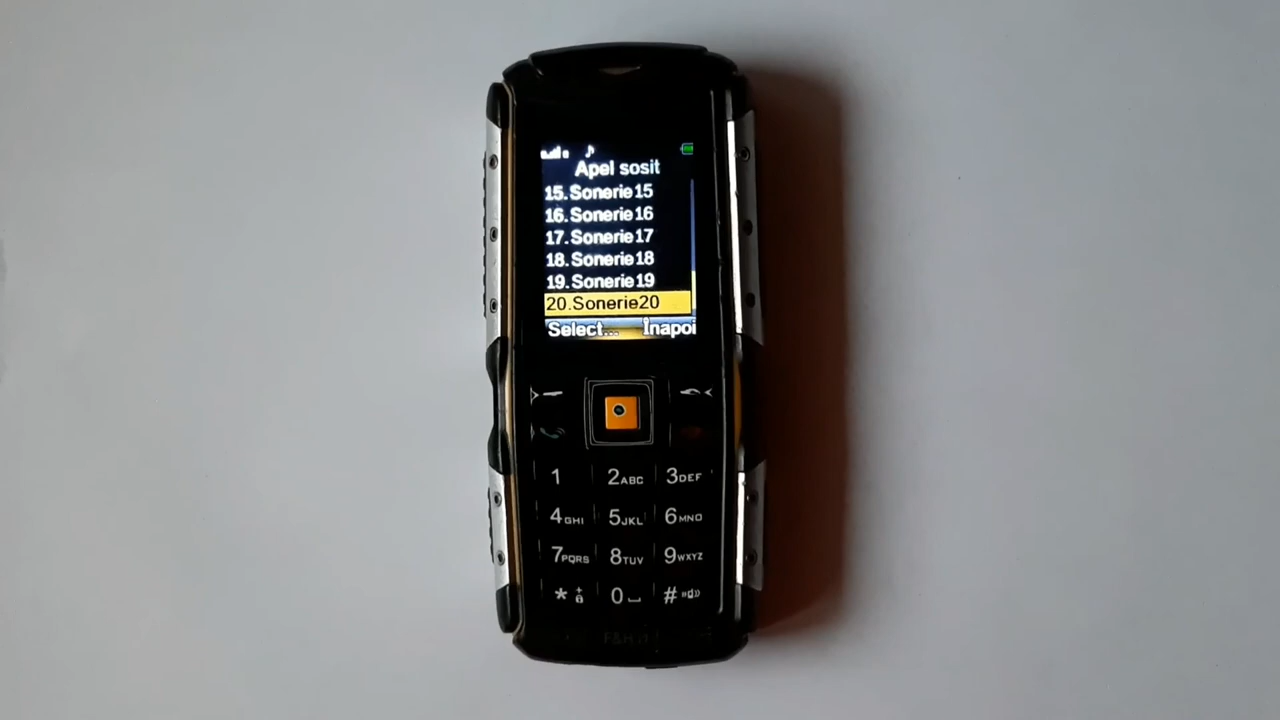 Apel sosit
15.Sonerie15
16.Sonerie16
17.Sonerie17
18.Sonerie18
19.Sonerie19
20.Sonerie20
Select... Înapoi
1 2ABC 3DEF
4GHI 5JKL 6MNO
7PQRS 8TUV 9WXYZ
* + 0 #